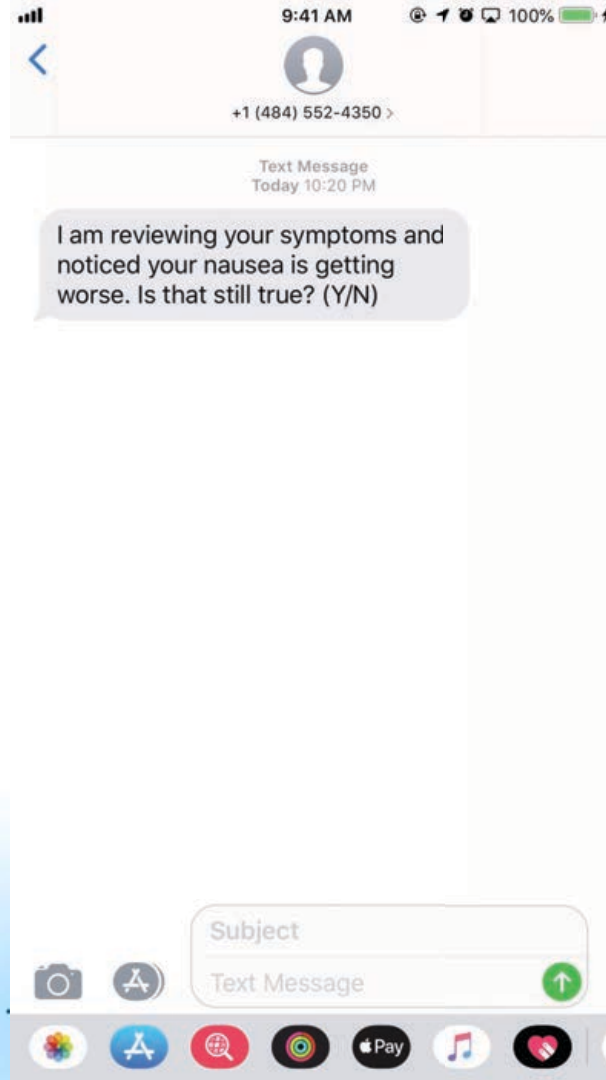 9:41 AM
100%
+1 (484) 552-4350 >
Text Message
Today 10:20 PM
I am reviewing your symptoms and
noticed your nausea is getting
worse. Is that still true? (Y/N)
Subject
Text Message
Pay